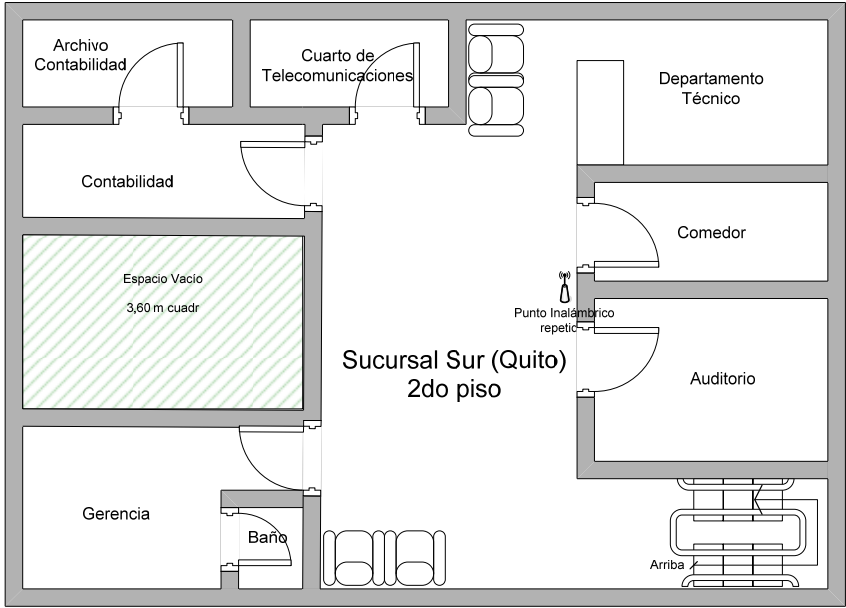 Archivo
Contabilidad
Cuarto de
Telecomunicaciones
Departamento
Técnico
Contabilidad
Comedor
Espacio Vacío
3,60 m cuadr
Punto Inalámbrico
repetic
Sucursal Sur (Quito)
2do piso
Auditorio
Gerencia
Baño
Arriba